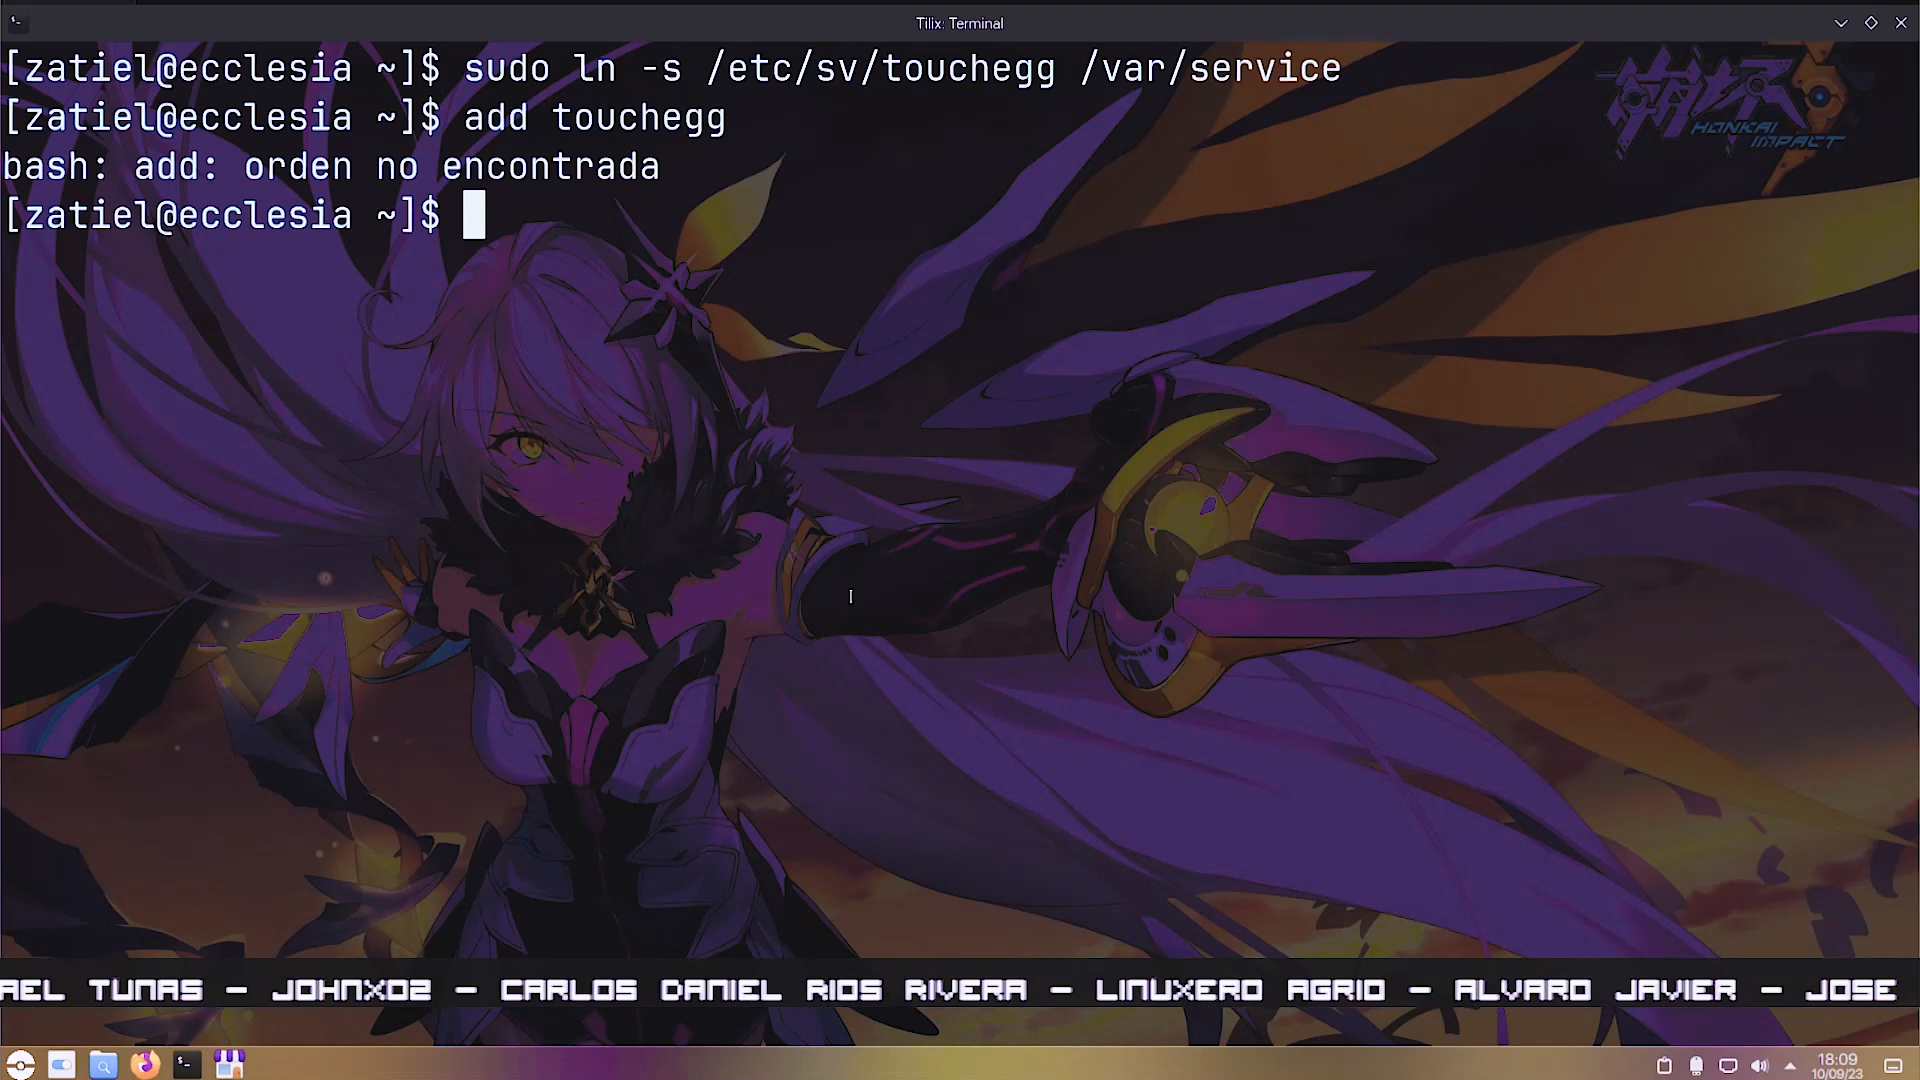 Tilix: Terminal
[zatiel@ecclesia ~]$ sudo ln -s /etc/sv/touchegg /var/service
[zatiel@ecclesia ~]$ add touchegg
bash: add: orden no encontrada
[zatiel@ecclesia ~]$
崩坏
HONKAI
IMPACT
AEL TUNAS - JOHNX02 - CARLOS DANIEL RIOS RIVERA - LINUXERO AGRIO - ALVARO JAVIER - JOSE
18:09
10/09/23